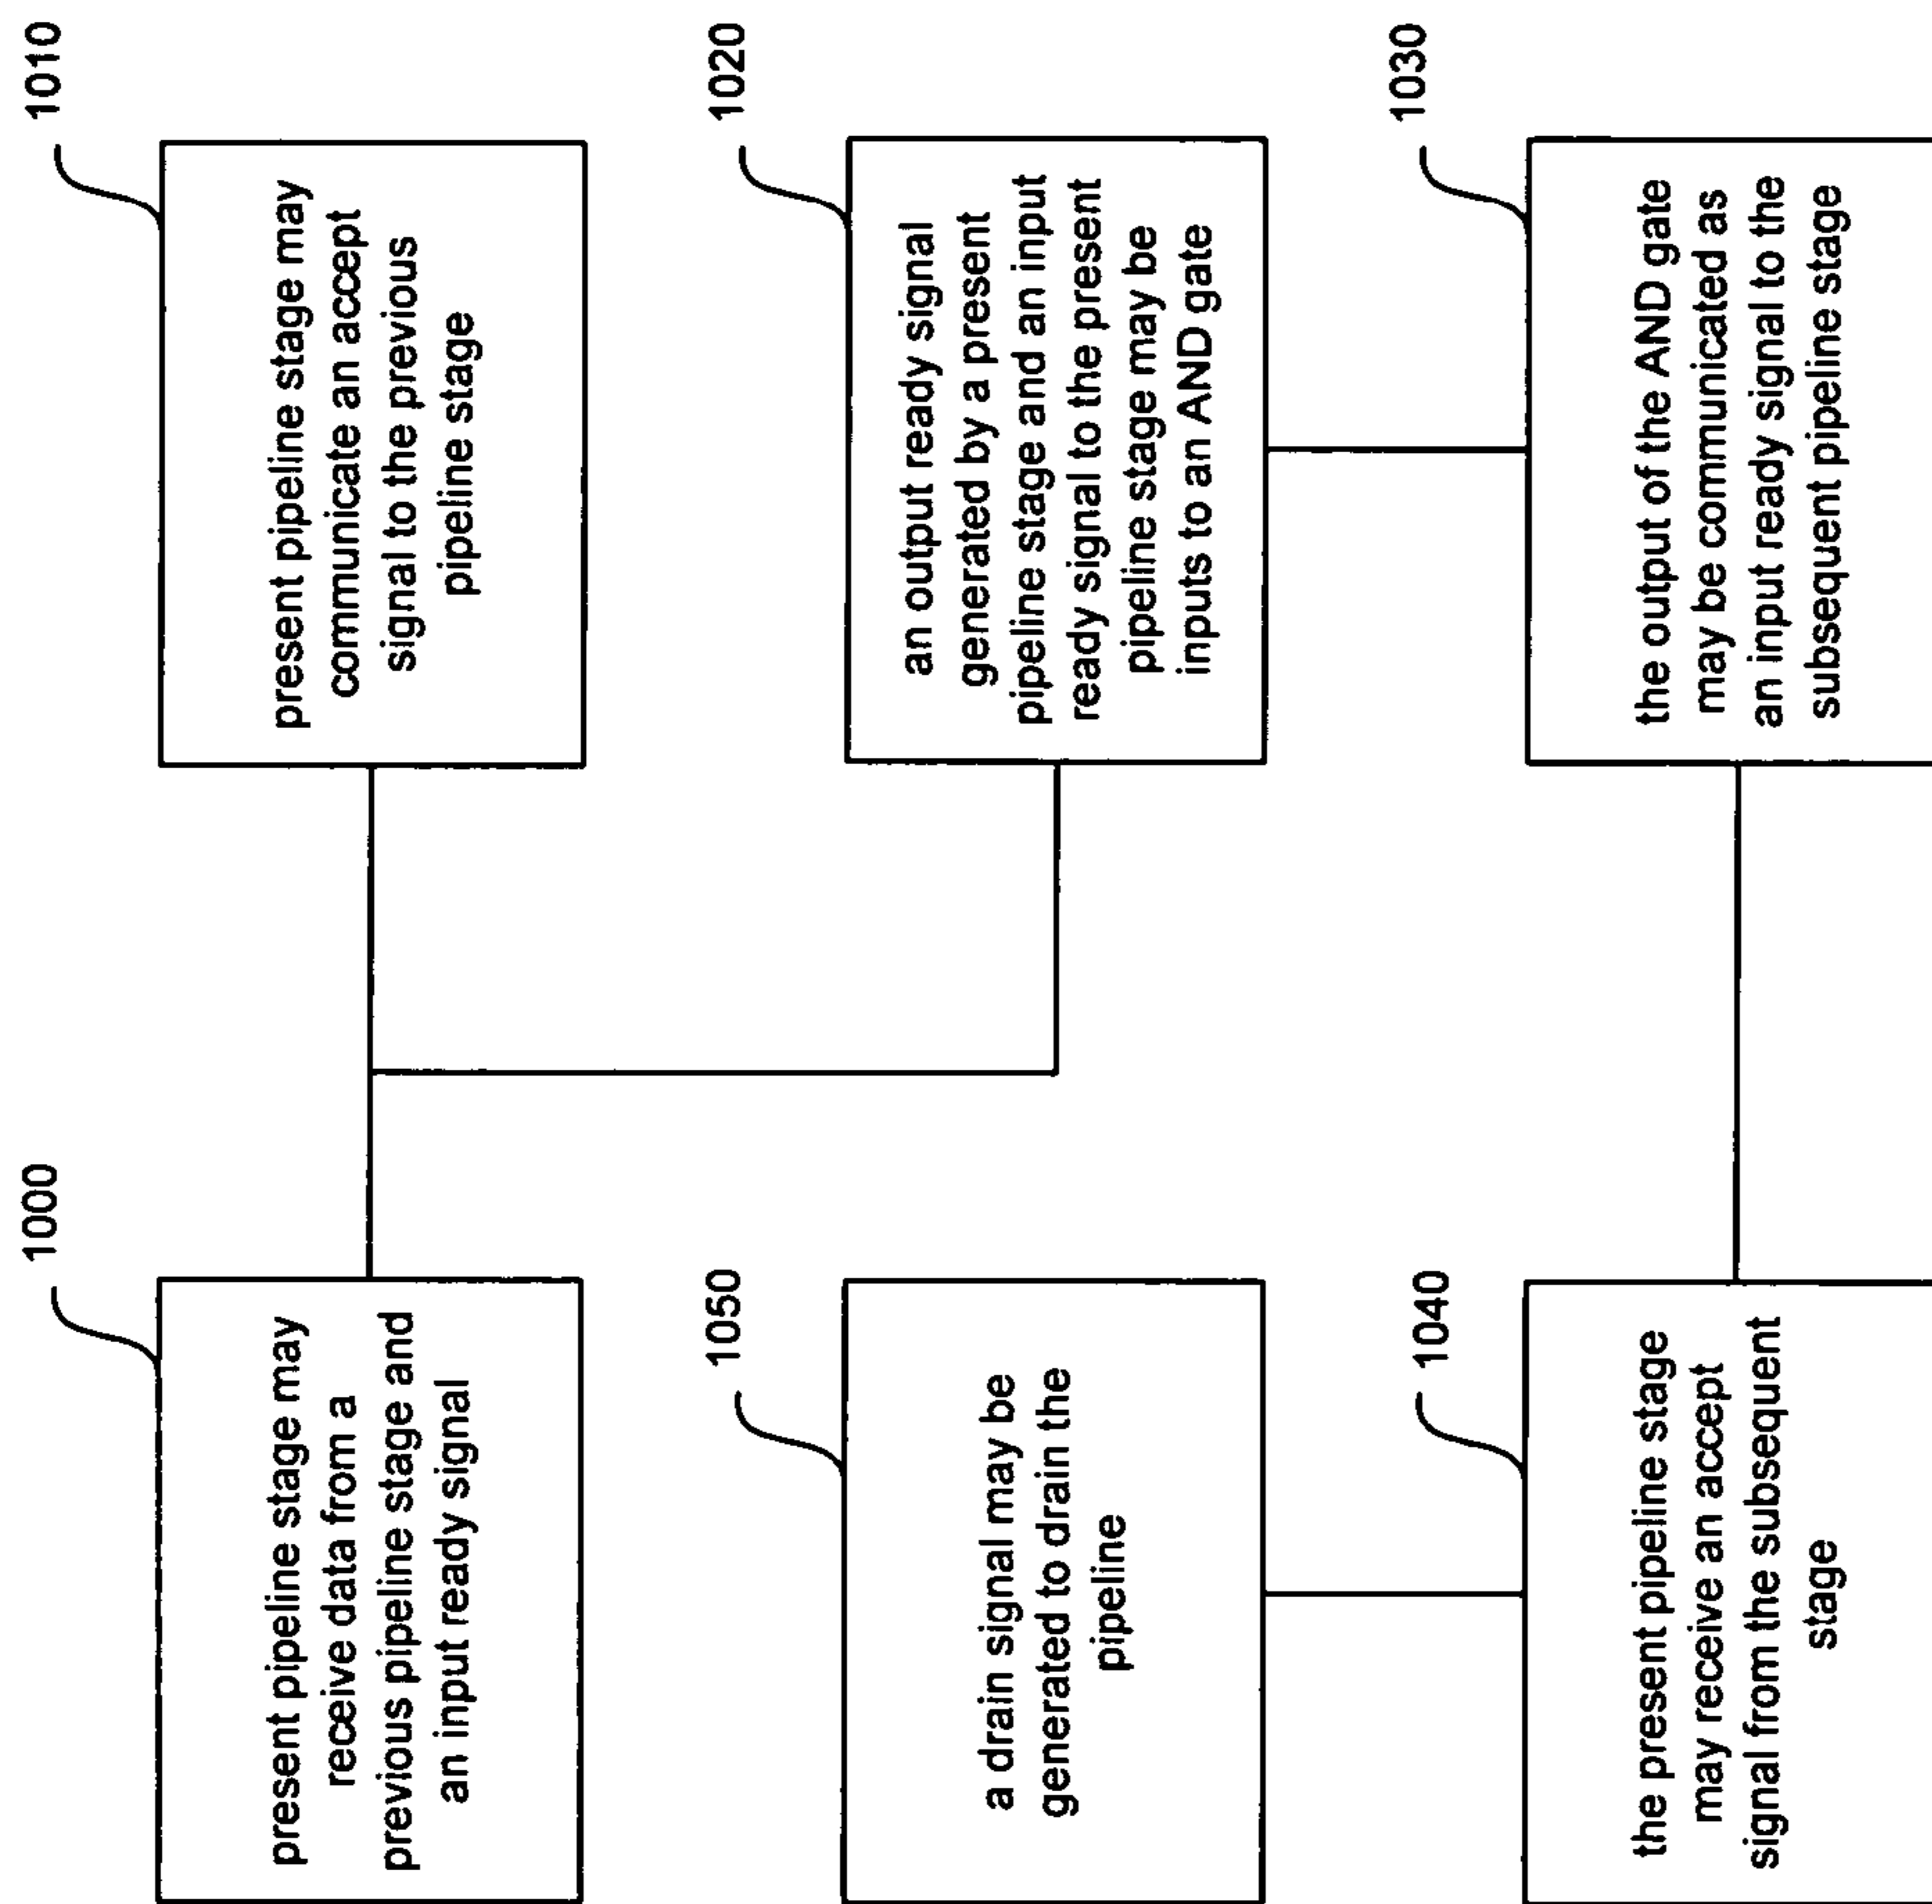 1000
present pipeline stage may
receive data from a
previous pipeline stage and
an input ready signal
1010
present pipeline stage may
communicate an accept
signal to the previous
pipeline stage
1020
an output ready signal
generated by a present
pipeline stage and an input
ready signal to the present
pipeline stage may be
inputs to an AND gate
1030
the output of the AND gate
may be communicated as
an input ready signal to the
subsequent pipeline stage
1040
the present pipeline stage
may receive an accept
signal from the subsequent
stage
1050
a drain signal may be
generated to drain the
pipeline